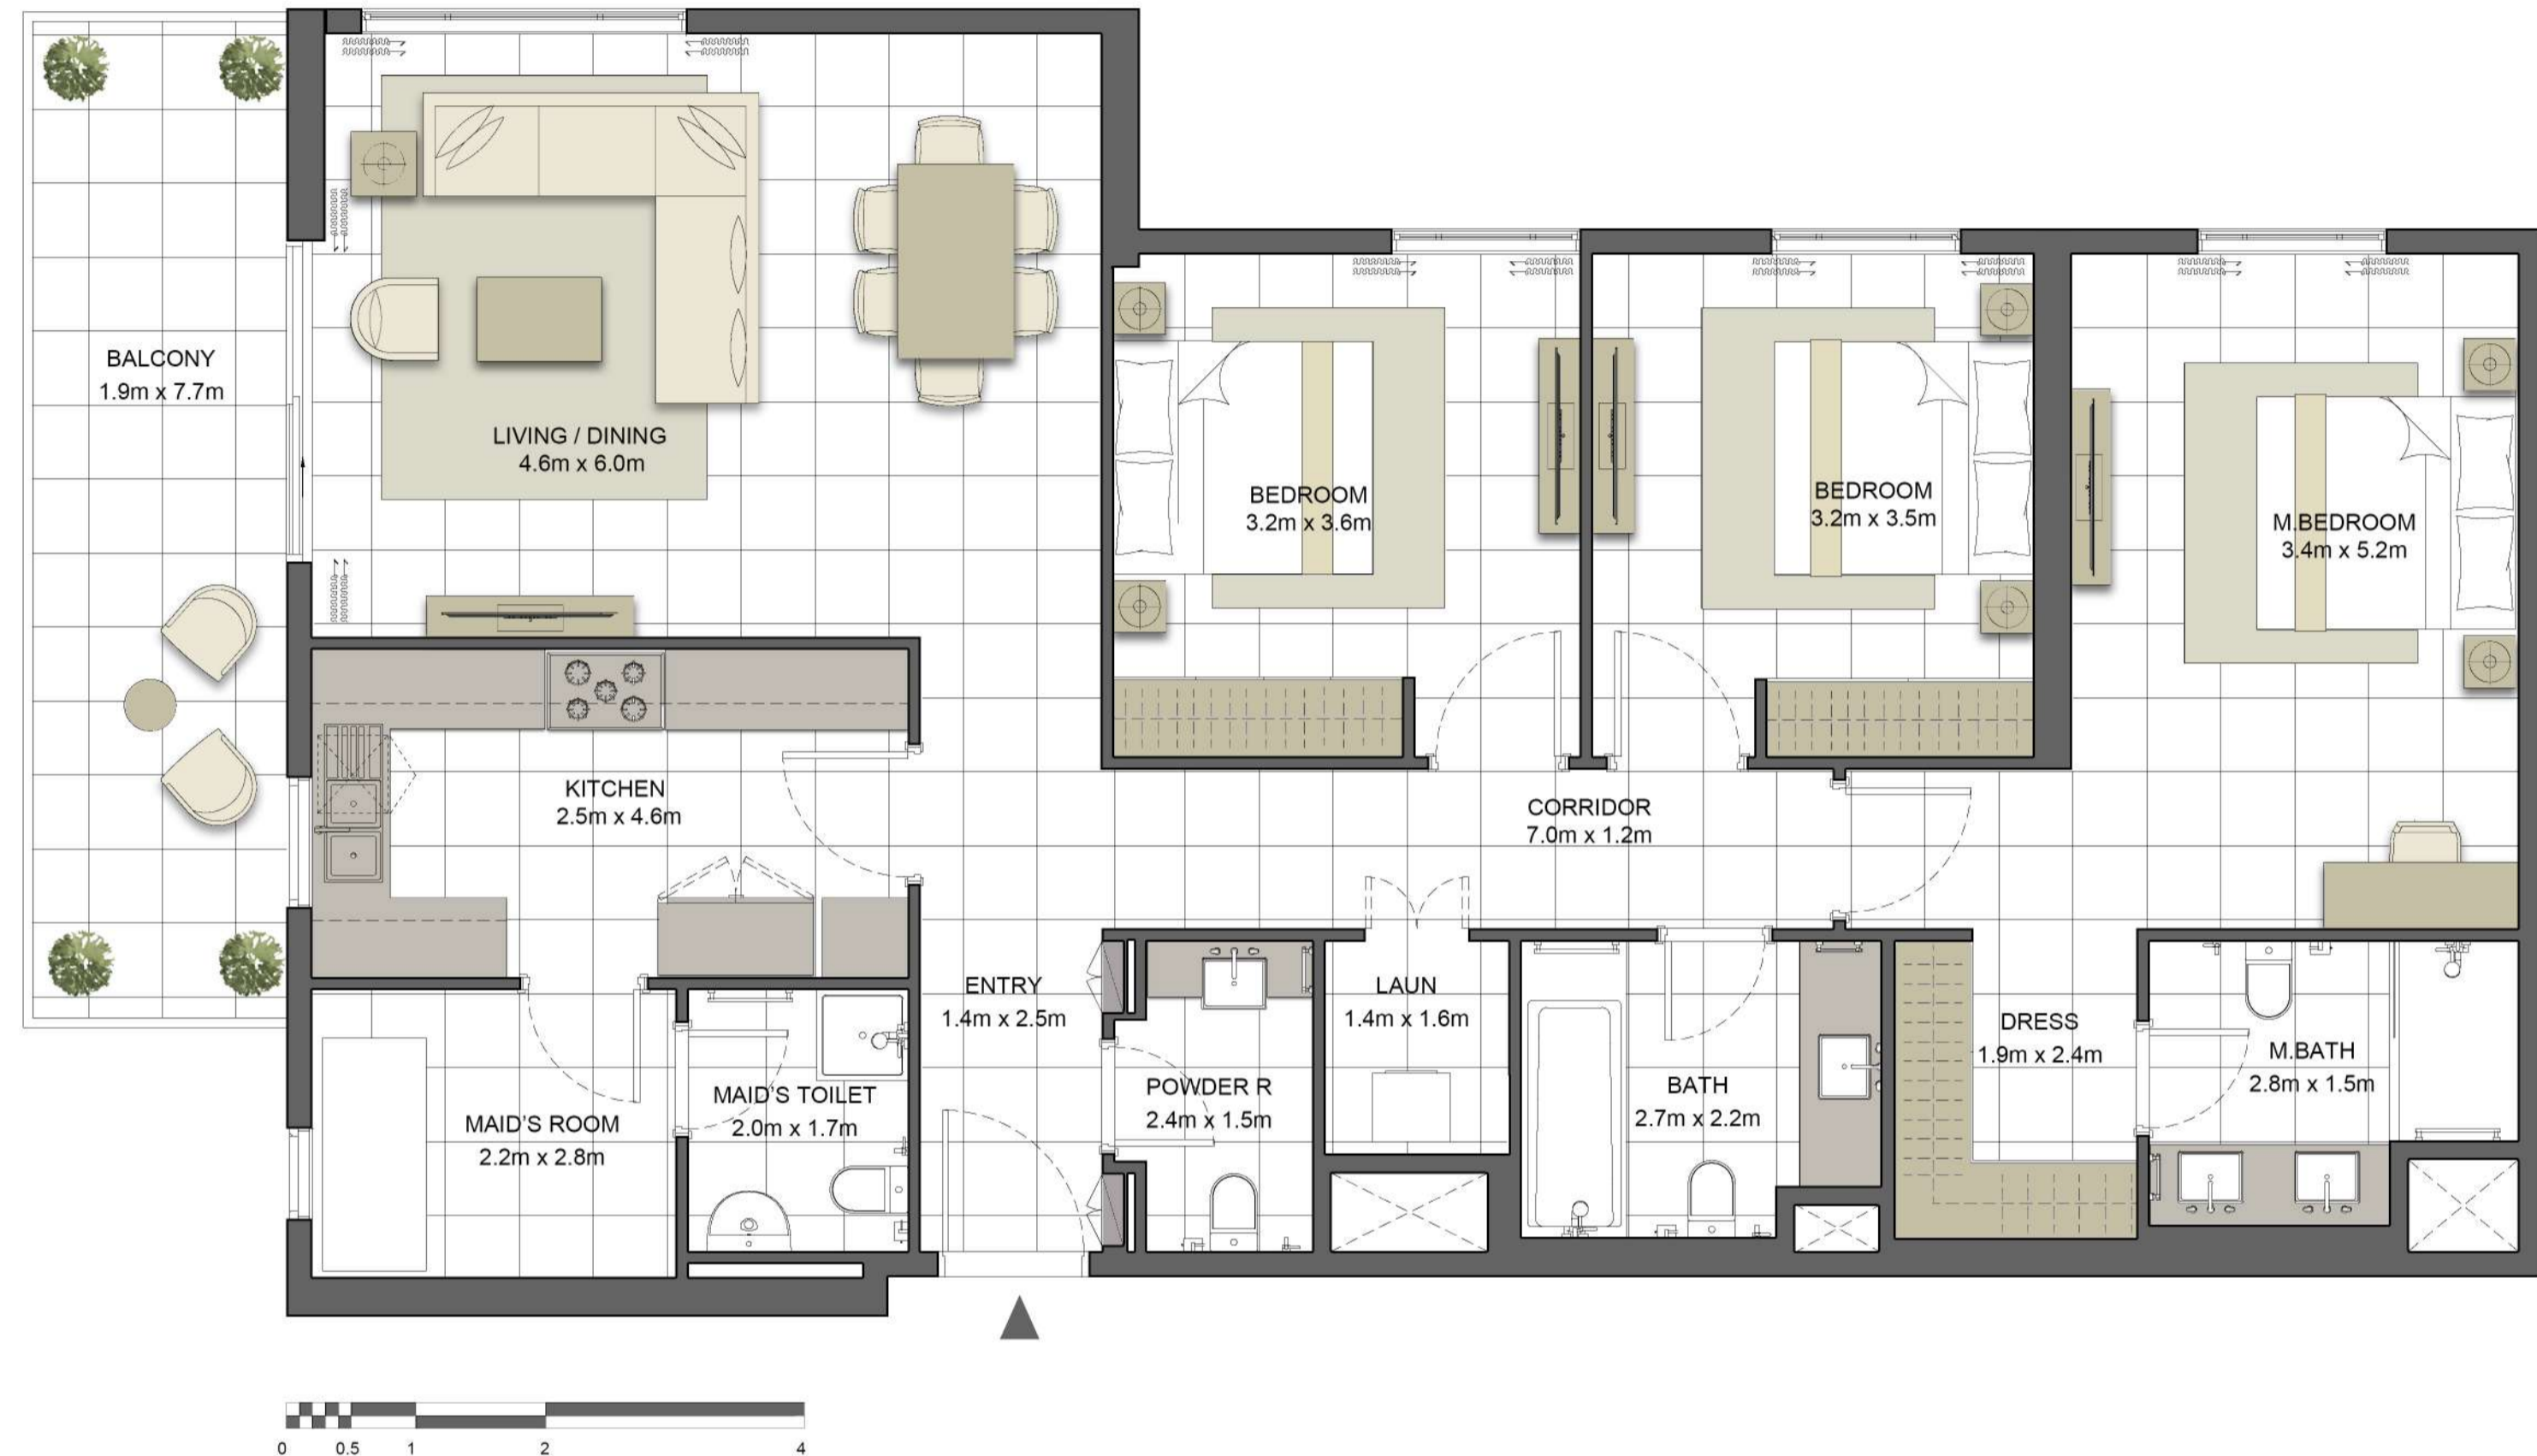 BALCONY
1.9m x 7.7m
LIVING / DINING
4.6m x 6.0m
BEDROOM
3.2m x 3.6m
BEDROOM
3.2m x 3.5m
M.BEDROOM
3.4m x 5.2m
KITCHEN
2.5m x 4.6m
CORRIDOR
7.0m x 1.2m
ENTRY
1.4m x 2.5m
LAUN
1.4m x 1.6m
DRESS
1.9m x 2.4m
M.BATH
2.8m x 1.5m
MAID'S ROOM
2.2m x 2.8m
MAID'S TOILET
2.0m x 1.7m
POWDER R
2.4m x 1.5m
BATH
2.7m x 2.2m
0 0.5 1 2 4